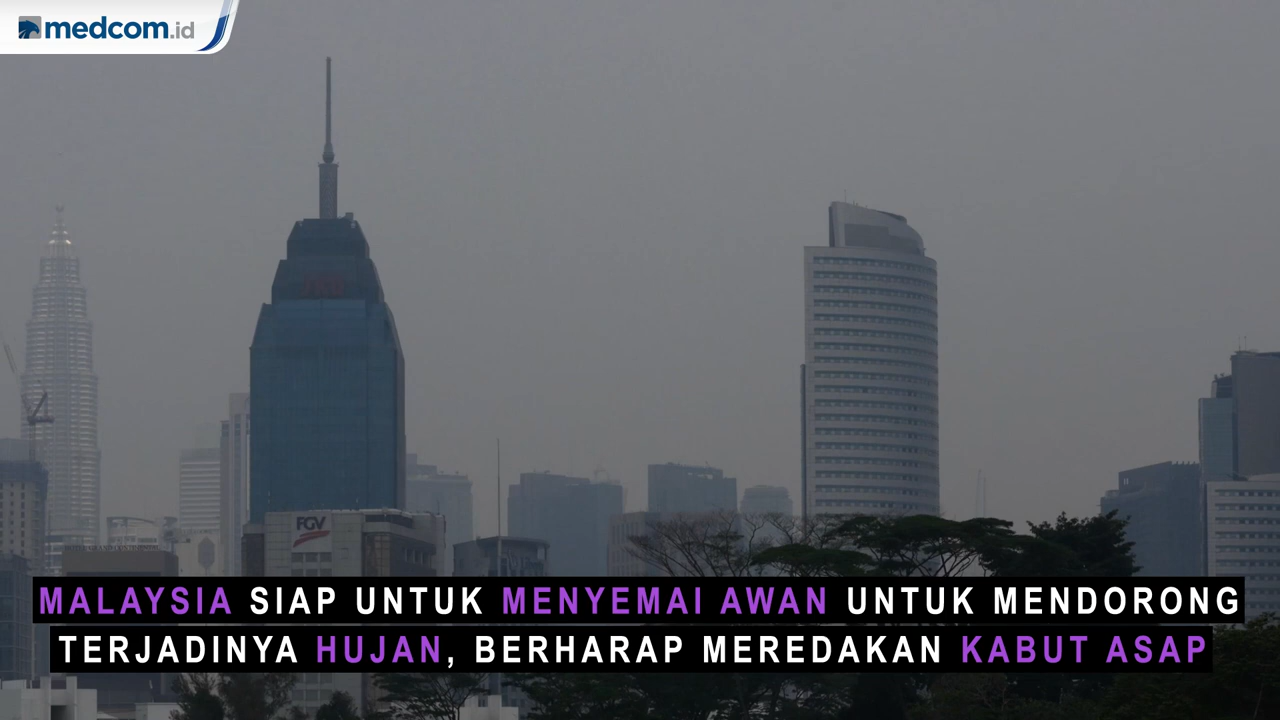 medcom.id
FGV
MALAYSIA SIAP UNTUK MENYEMAI AWAN UNTUK MENDORONG
TERJADINYA HUJAN, BERHARAP MEREDAKAN KABUT ASAP